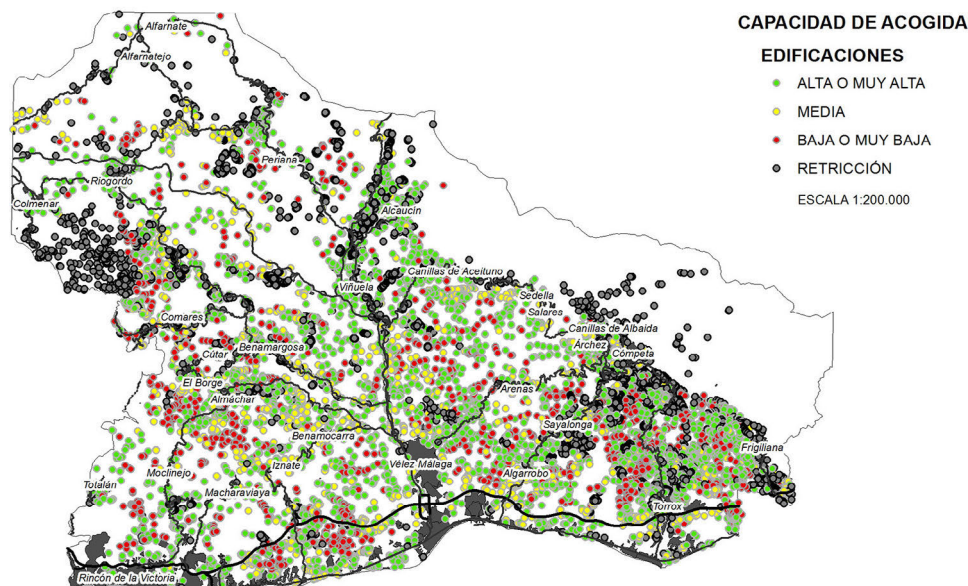 CAPACIDAD DE ACOGIDA
EDIFICACIONES
ALTA O MUY ALTA
MEDIA
BAJA O MUY BAJA
RETRICCIÓN
ESCALA 1:200.000
Alfarnate
Alfarnatejo
Periana
Riogordo
Colmenar
Alcaucín
Canillas de Aceituno
Viñuela
Sedella
Salares
Comares
Canillas de Albaida
Árchez
Cómpeta
Benamargosa
Cútar
El Borge
Almáchar
Arenas
Sayalonga
Benamocarra
Frigiliana
Vélez Málaga
Iznate
Moclinejo
Algarrobo
Totalán
Macharaviaya
Torrox
Rincón de la Victoria